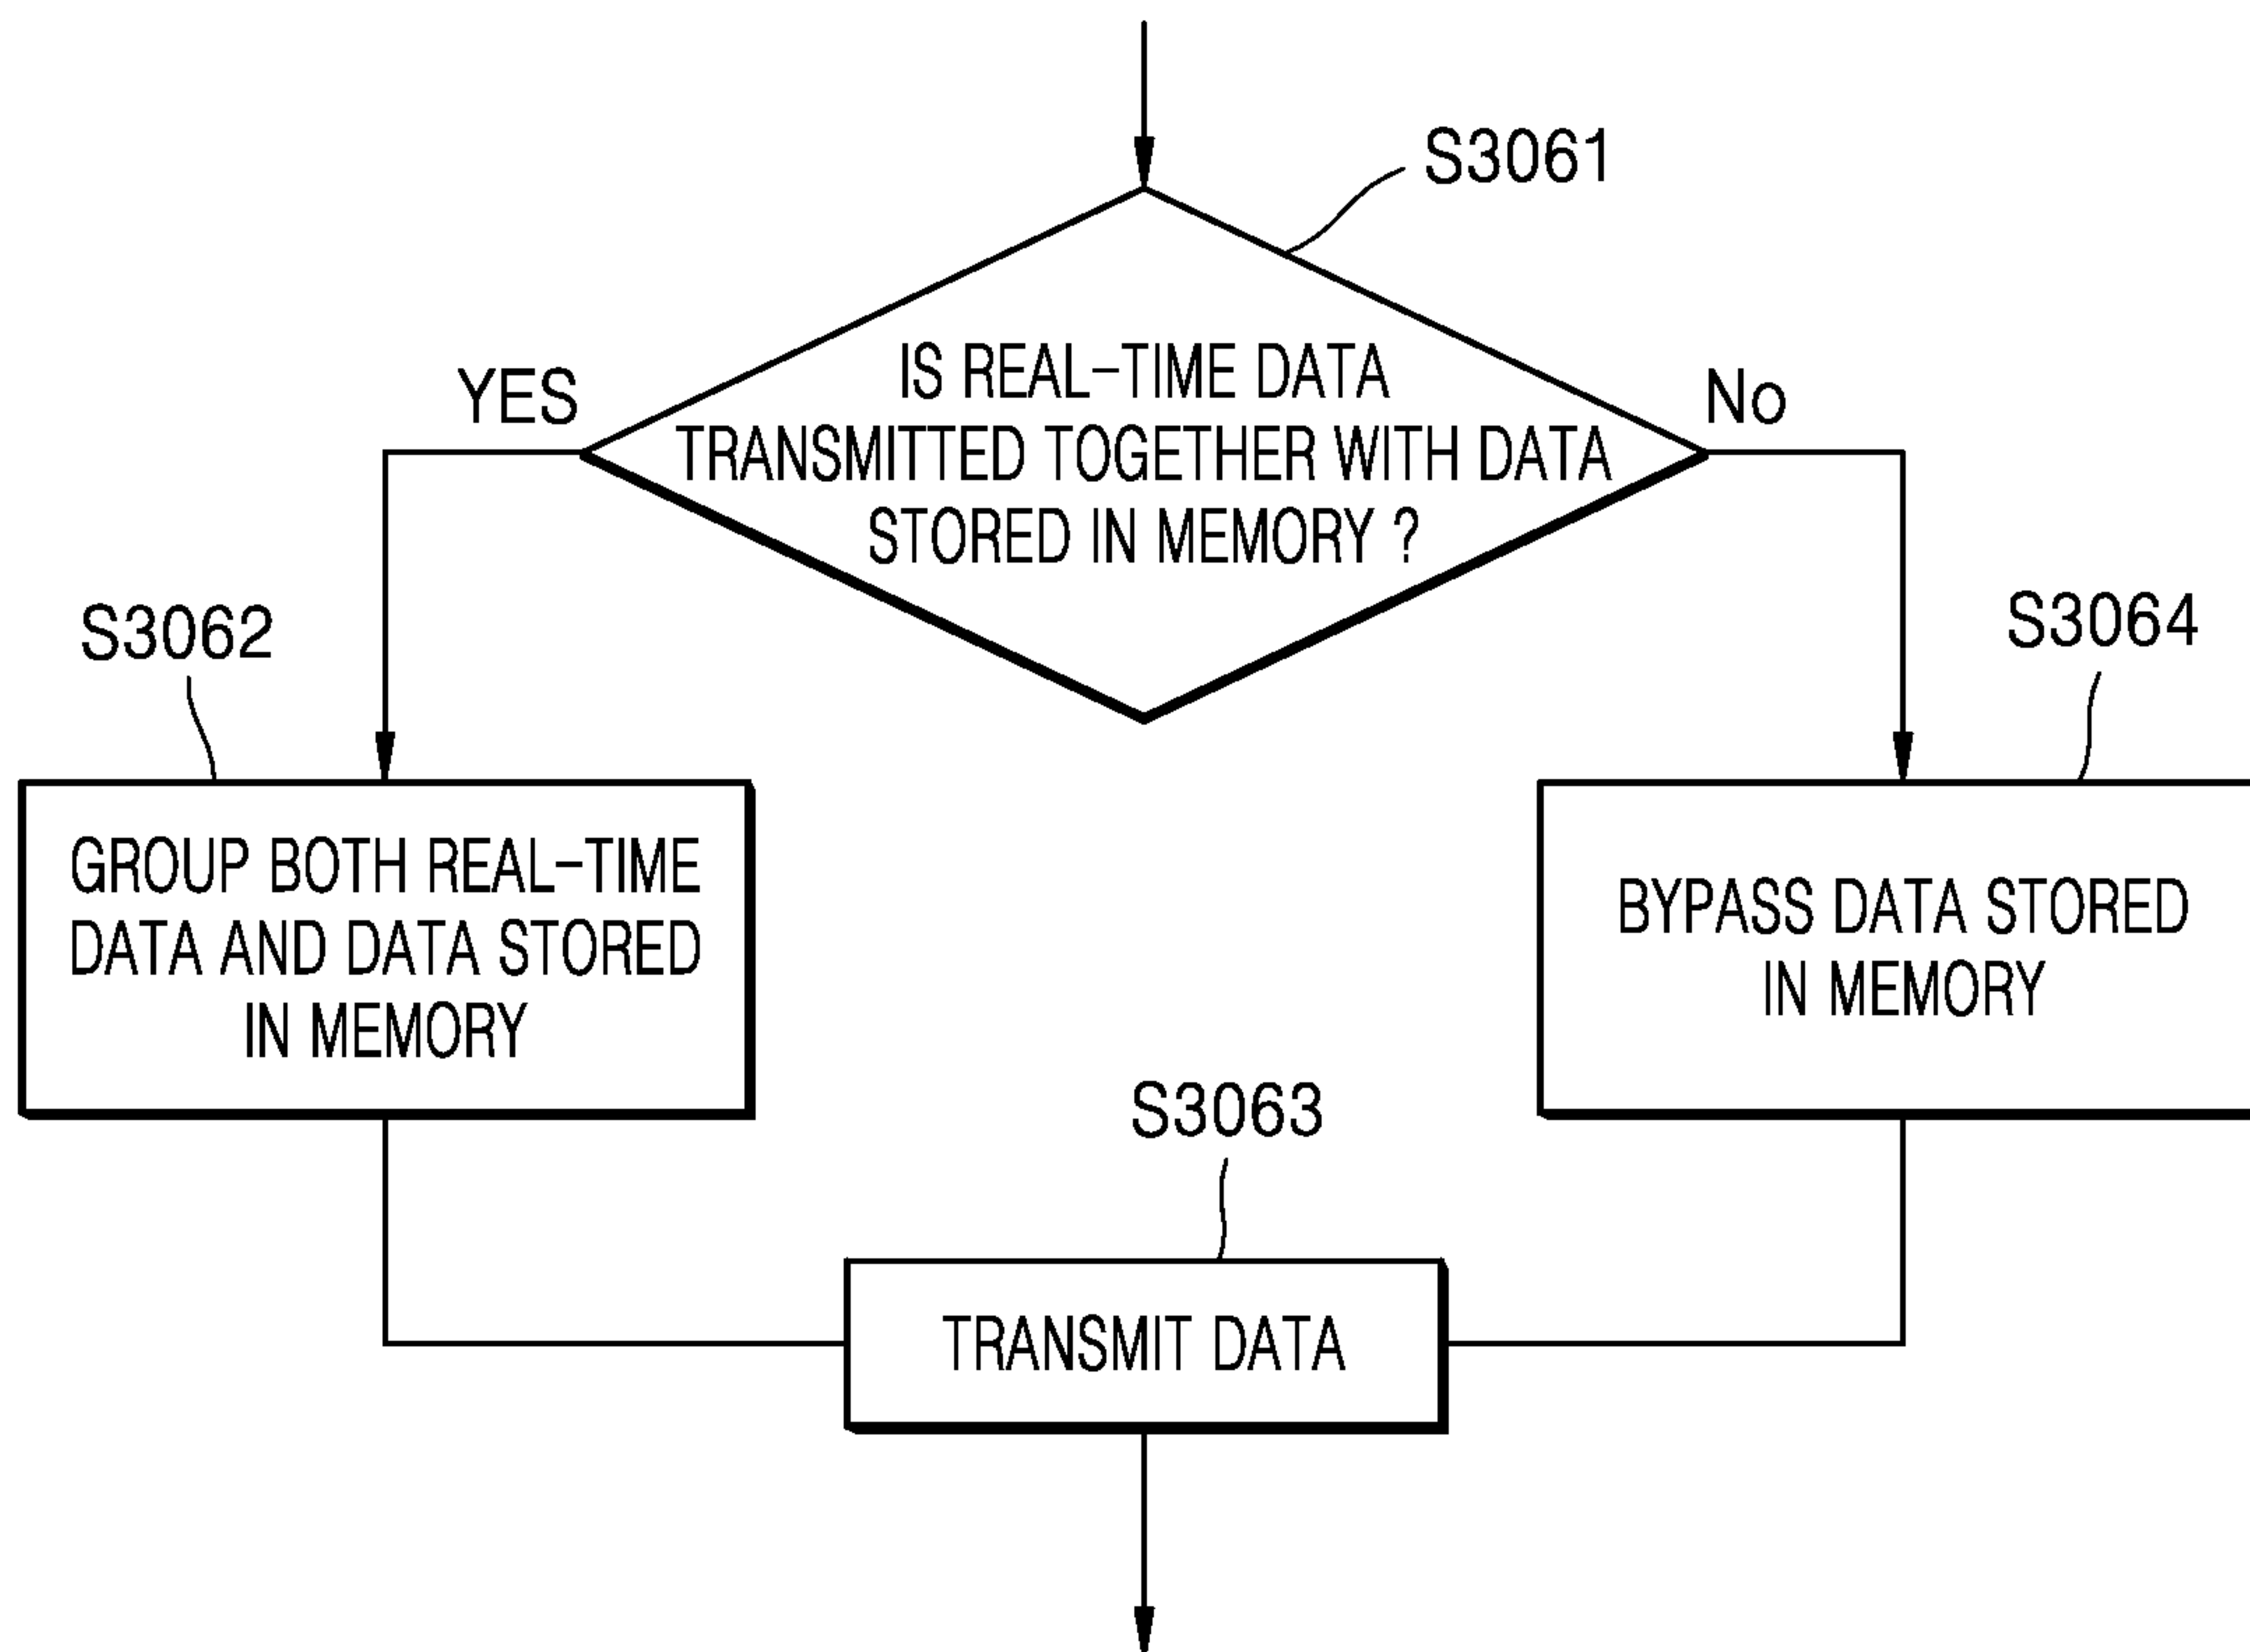 S3061
IS REAL-TIME DATA
TRANSMITTED TOGETHER WITH DATA
STORED IN MEMORY ?
YES
No
S3062
GROUP BOTH REAL-TIME
DATA AND DATA STORED
IN MEMORY
S3064
BYPASS DATA STORED
IN MEMORY
S3063
TRANSMIT DATA